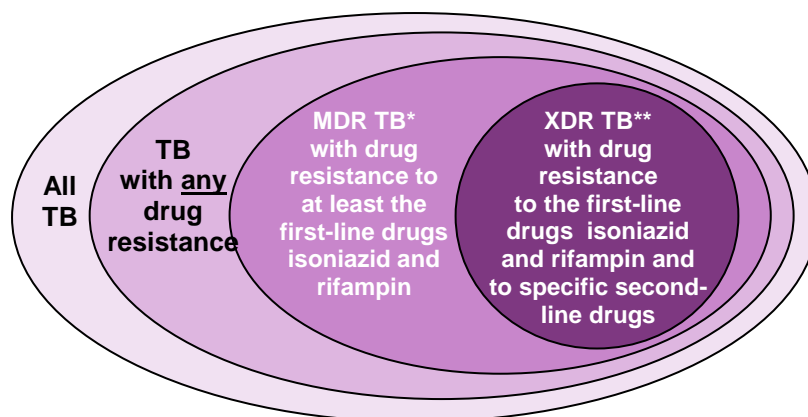 All
TB
TB
with any
drug
resistance
MDR TB*
with drug
resistance to
at least the
first-line drugs
isoniazid and
rifampin
XDR TB**
with drug
resistance
to the first-line
drugs  isoniazid
and rifampin and
to specific second-
line drugs